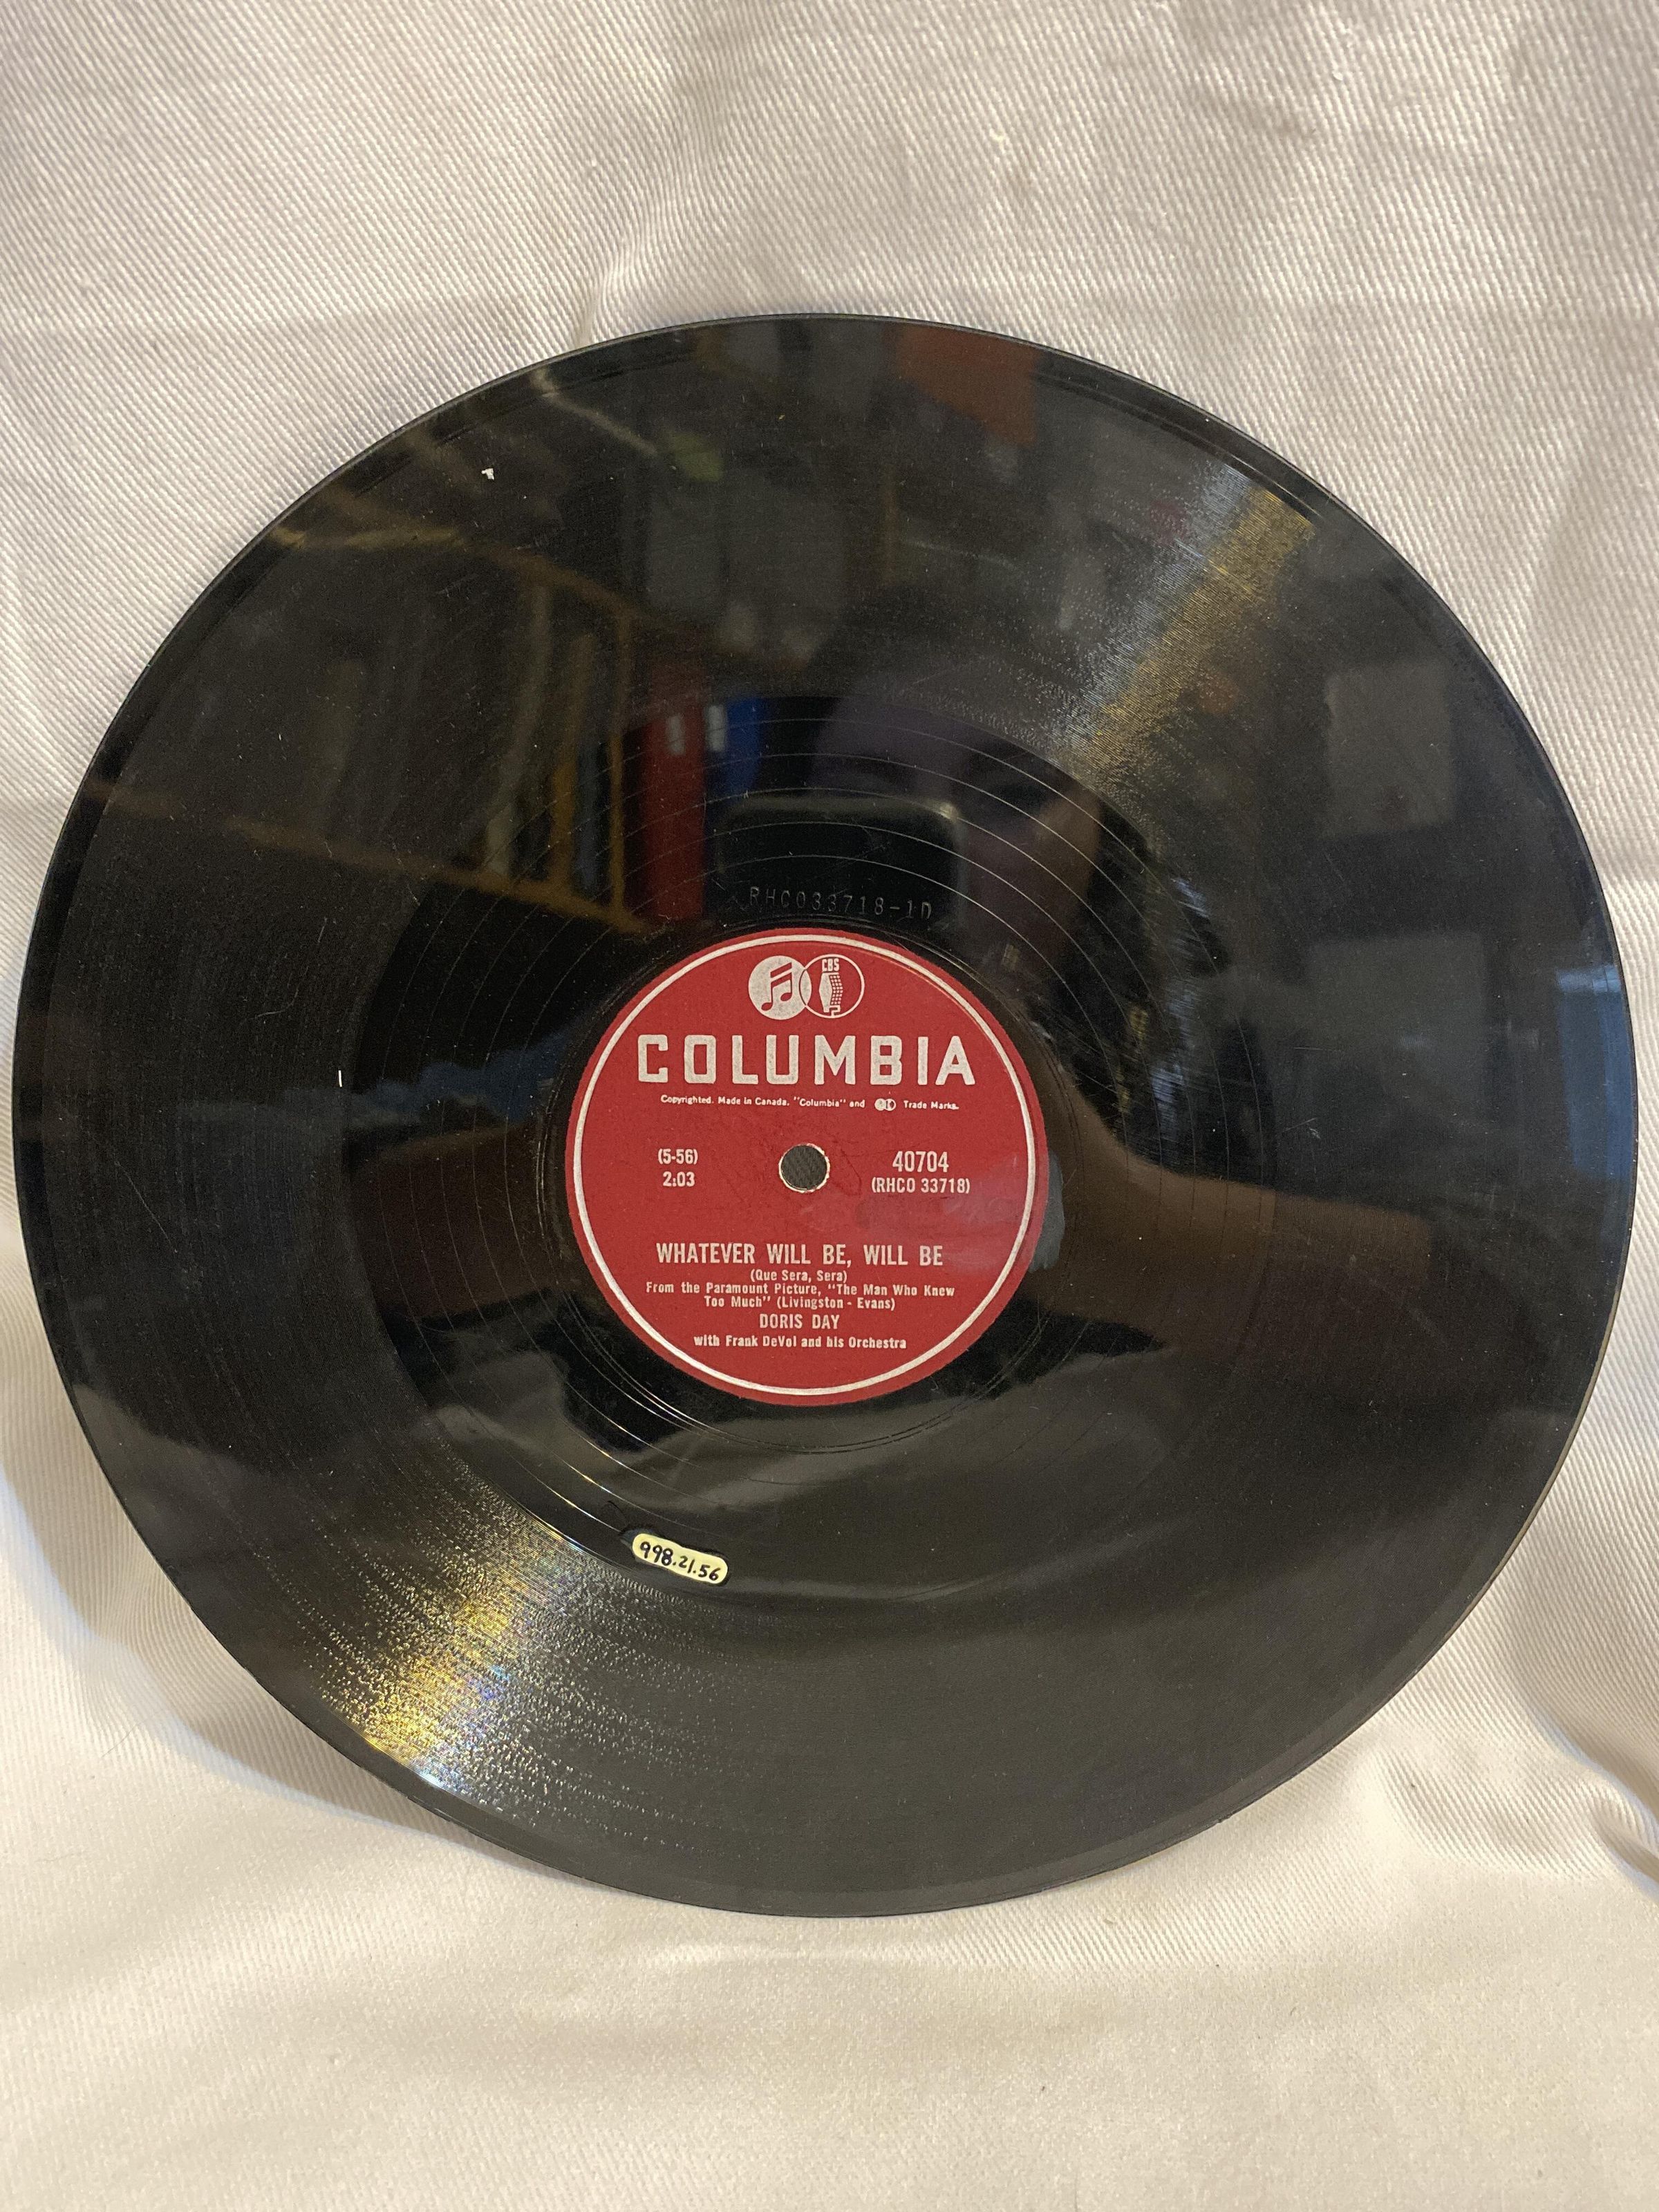 RHCO33718-1D
CBS
COLUMBIA
Copyrighted. Made in Canada. "Columbia" and Trade Marks.
(5-56) 40704
2:03 (RHCO 33718)
WHATEVER WILL BE, WILL BE
(Que Sera, Sera)
From the Paramount Picture, "The Man Who Knew
Too Much" (Livingston - Evans)
DORIS DAY
with Frank DeVol and his Orchestra
998.21.56